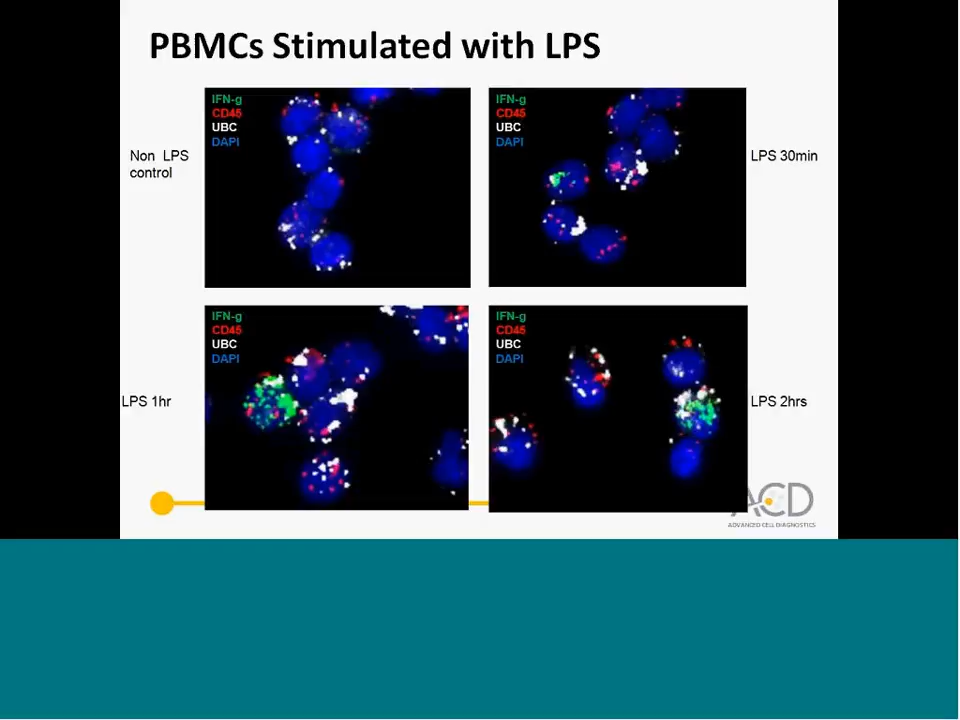 PBMCs Stimulated with LPS
Non LPS
control
IFN-g
CD45
UBC
DAPI
IFN-g
CD45
UBC
DAPI
LPS 30min
LPS 1hr
IFN-g
CD45
UBC
DAPI
IFN-g
CD45
UBC
DAPI
LPS 2hrs
ACD
ADVANCED CELL DIAGNOSTICS